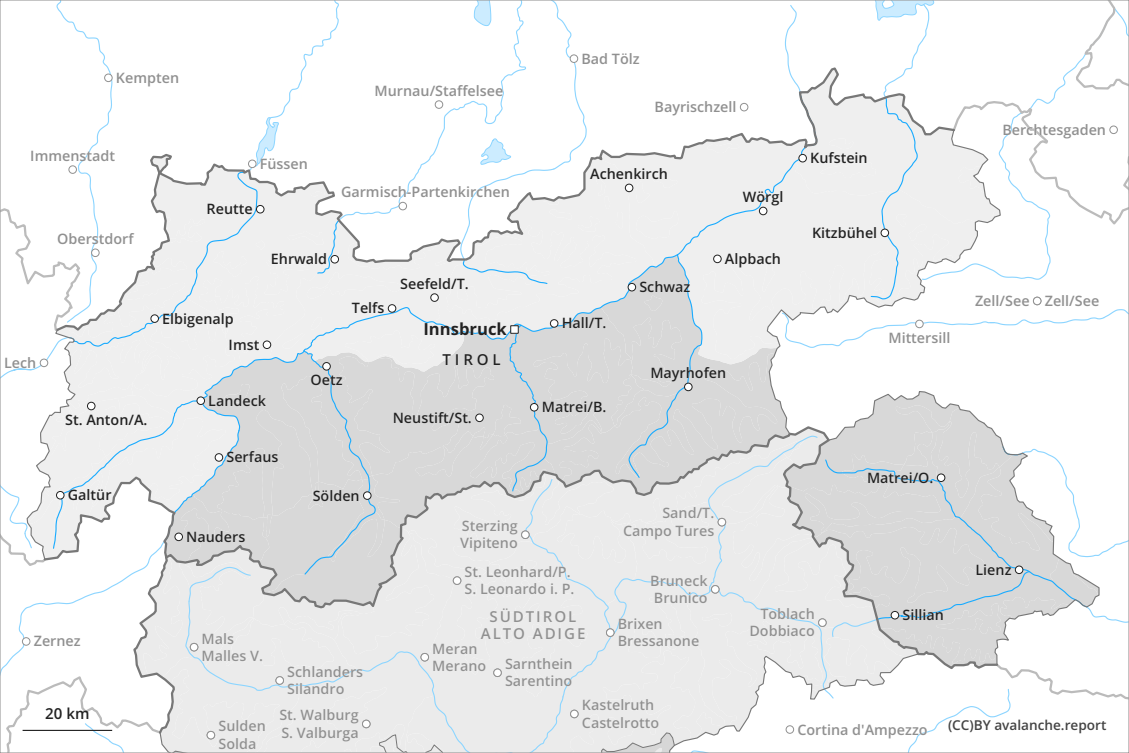 Kempten
Bad Tölz
Murnau/Staffelsee
Bayrischzell
Berchtesgaden
Immenstadt
Füssen
Kufstein
Achenkirch
Garmisch-Partenkirchen
Wörgl
Reutte
Kitzbühel
Oberstdorf
Ehrwald
Alpbach
Seefeld/T.
Schwaz
Zell/See
Zell/See
Telfs
Elbigenalp
Innsbruck
Hall/T.
Mittersill
Imst
TIROL
Lech
Oetz
Mayrhofen
Landeck
Matrei/B.
St. Anton/A.
Neustift/St.
Serfaus
Matrei/O.
Galtür
Sölden
Sand/T.
Campo Tures
Sterzing
Vipiteno
Nauders
St. Leonhard/P.
S. Leonardo i. P.
Lienz
Bruneck
Brunico
SÜDTIROL
ALTO ADIGE
Toblach
Dobbiaco
Sillian
Brixen
Bressanone
Zernez
Mals
Malles V.
Meran
Merano
Sarnthein
Sarentino
Schlanders
Silandro
Kastelruth
Castelrotto
20 km
St. Walburg
S. Valburga
Sulden
Solda
Cortina d'Ampezzo
(CC)BY avalanche.report